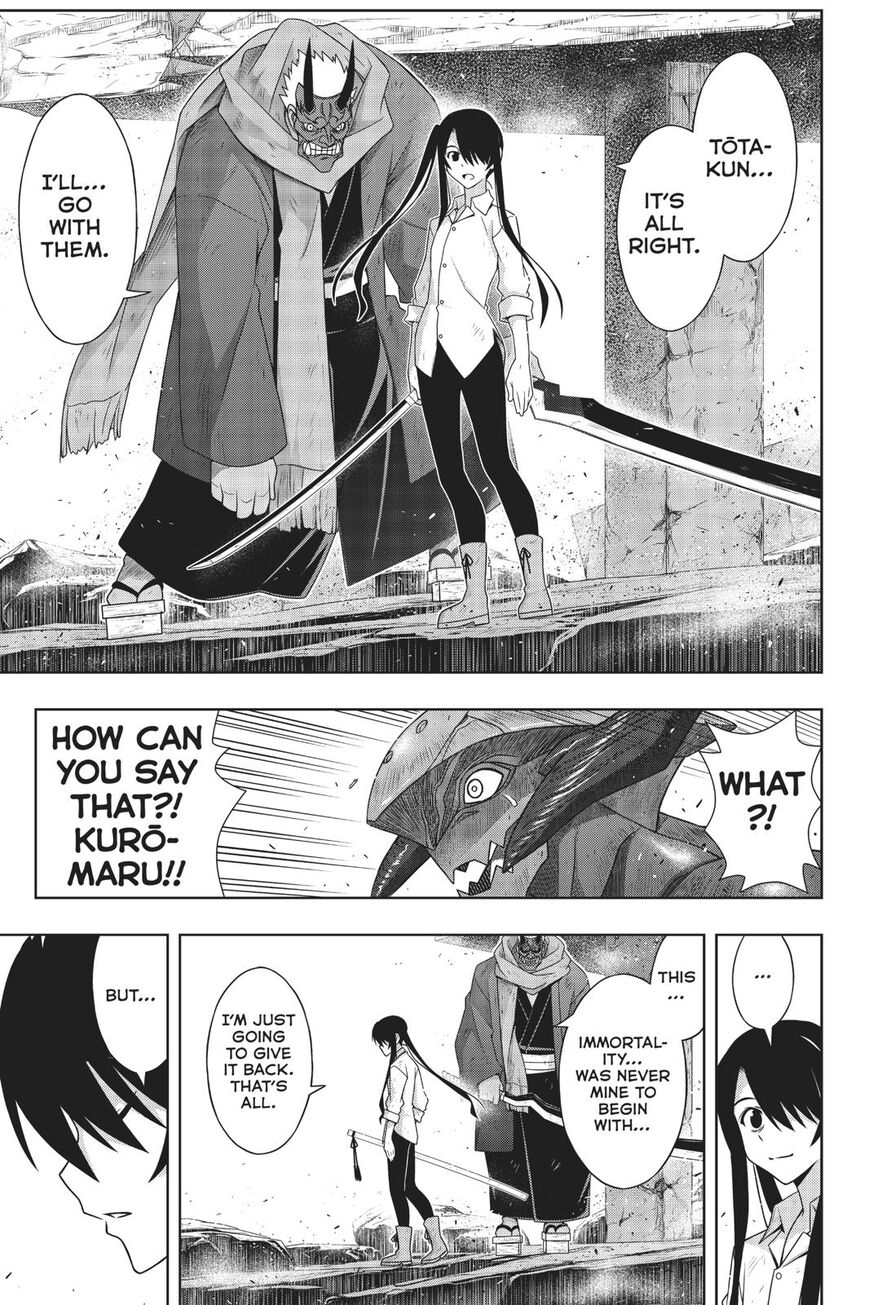 TŌTA-
KUN...
IT'S
ALL
RIGHT.
I'LL...
GO
WITH
THEM.
WHAT
?!
HOW CAN
YOU SAY
THAT?!
KURŌ-
MARU!!
...
THIS
...
IMMORTAL-
ITY...
WAS NEVER
MINE TO
BEGIN
WITH...
I'M JUST
GOING
TO GIVE
IT BACK.
THAT'S
ALL.
BUT...